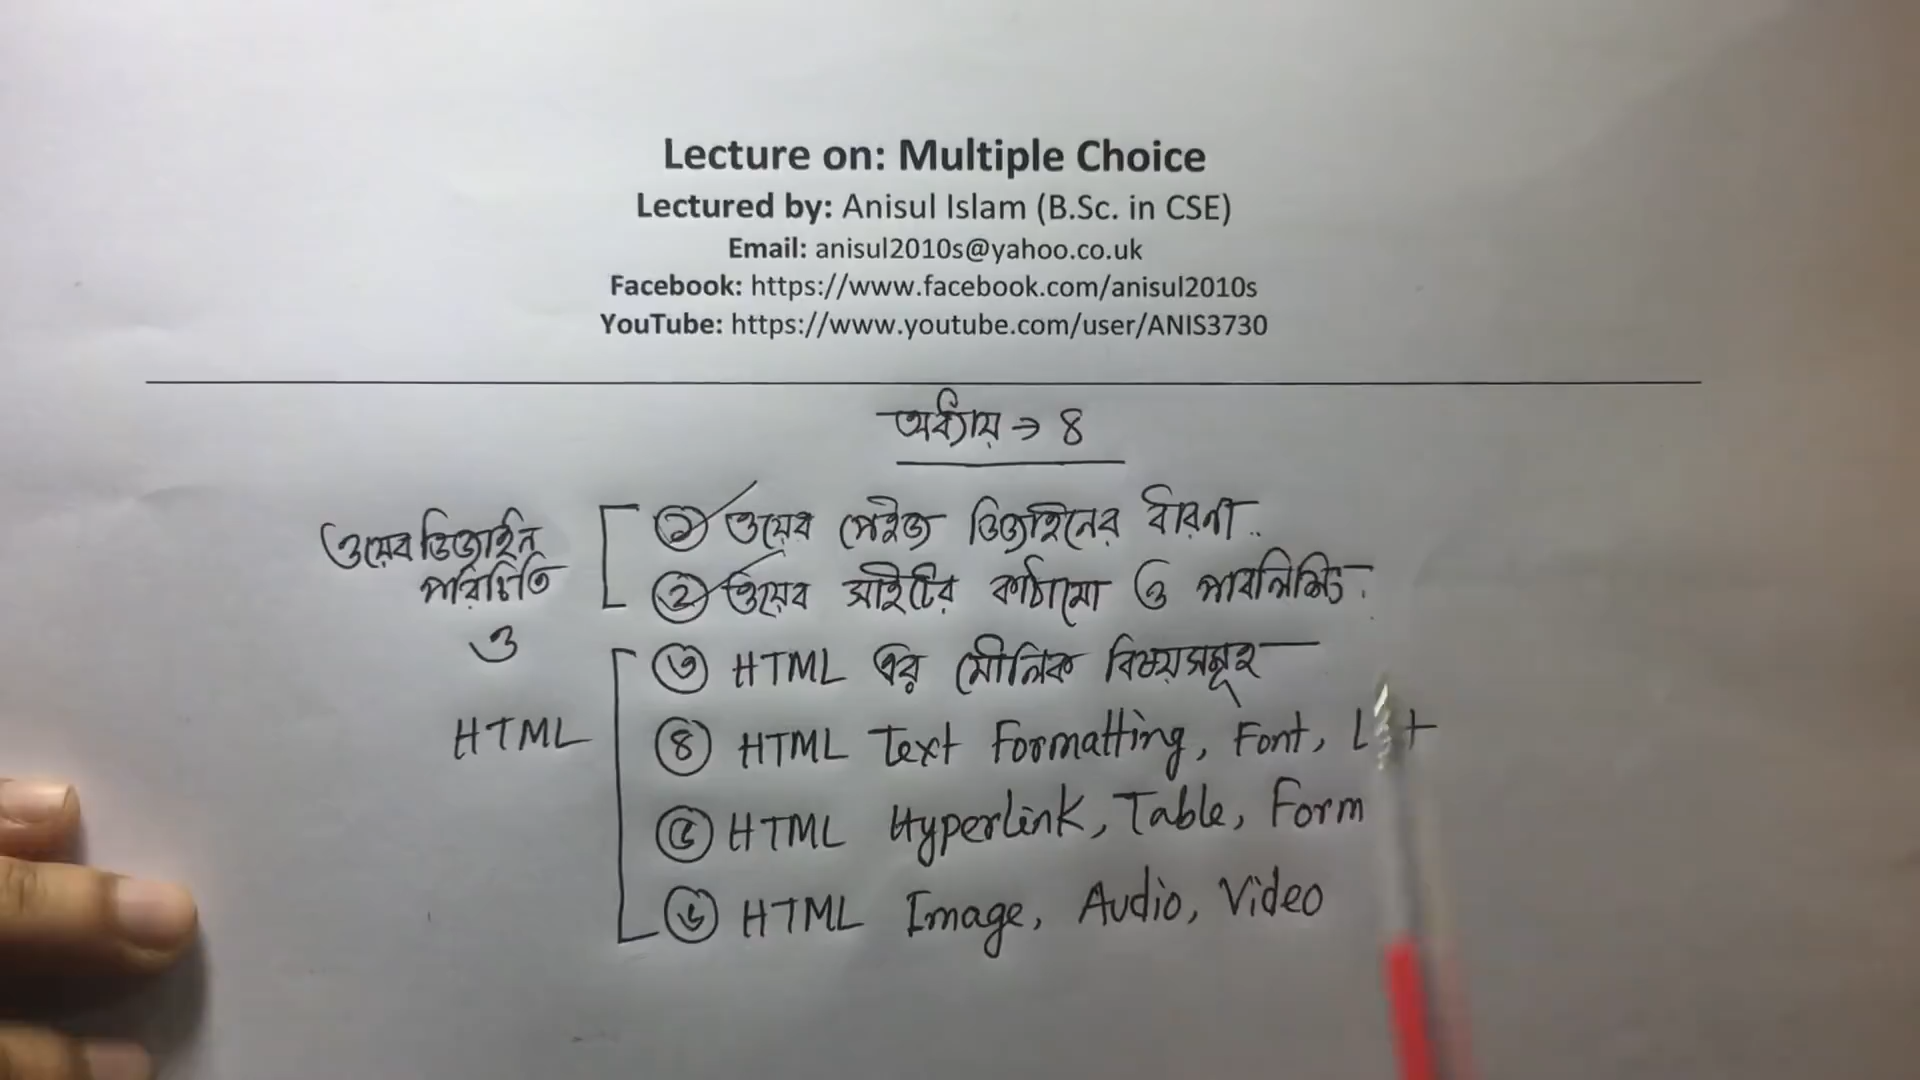 Lecture on: Multiple Choice
Lectured by: Anisul Islam (B.Sc. in CSE)
Email: anisul2010s@yahoo.co.uk
Facebook: https://www.facebook.com/anisul2010s
YouTube: https://www.youtube.com/user/ANIS3730
অধ্যায় → ৪
ওয়েব ডিজাইন
পরিচিতি
ও
HTML
১ ওয়েব পেইজ ডিজাইনের ধারণা..
২ ওয়েব সাইটের কাঠামো ও পাবলিশিং.
৩ HTML এর মৌলিক বিষয়সমূহ
৪ HTML Text Formatting, Font,
৫ HTML Hyperlink, Table, Form
৬ HTML Image, Audio, Video